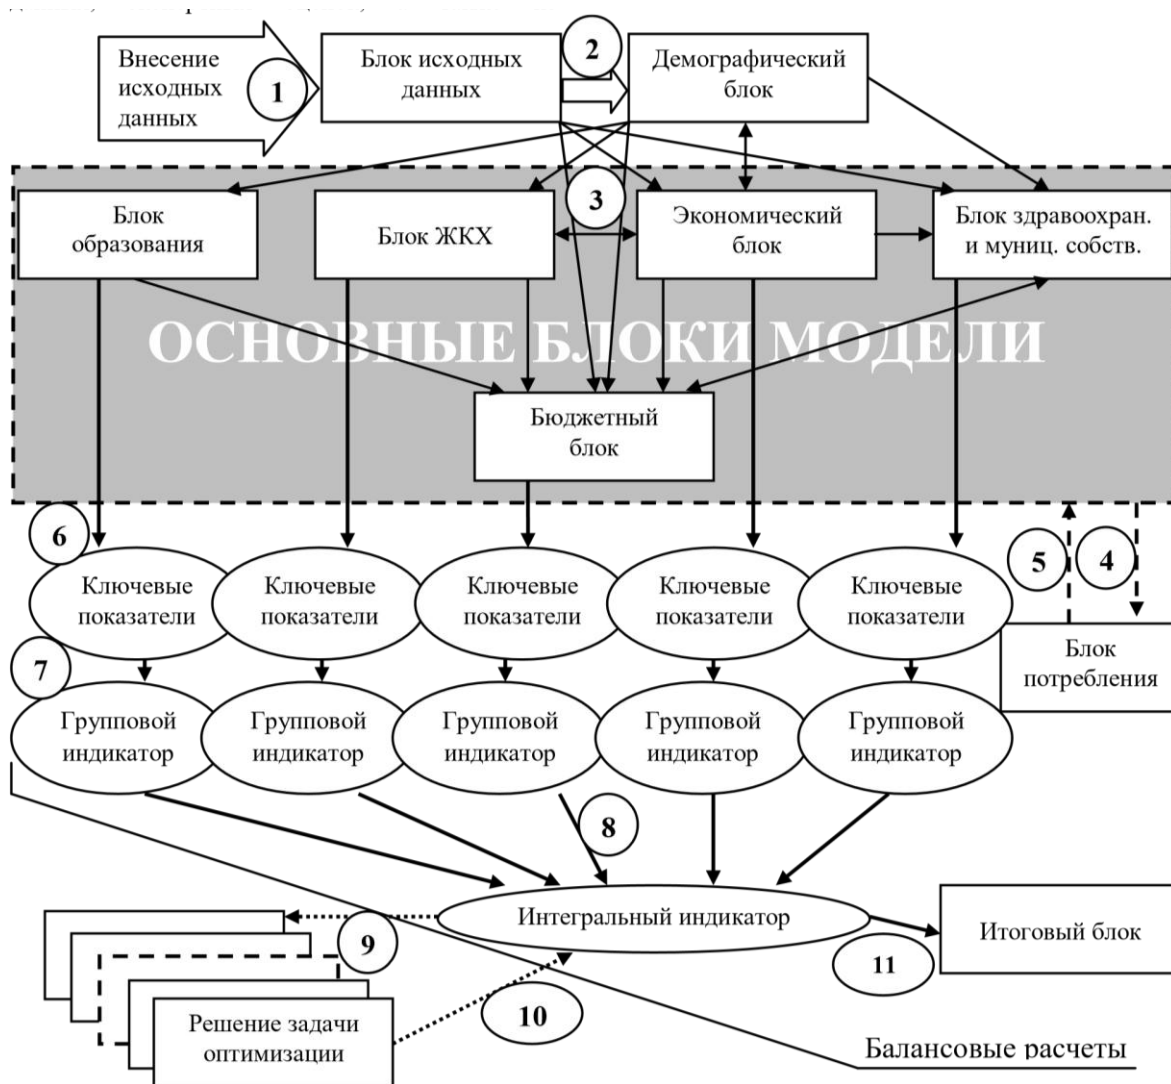 Внесение
исходных
данных
1
Блок исходных
данных
2
Демографический
блок
3
Блок
образования
Блок ЖКХ
Экономический
блок
Блок здравоохран.
и муниц. собств.
ОСНОВНЫЕ БЛОКИ МОДЕЛИ
Бюджетный
блок
6
5
4
Ключевые
показатели
Ключевые
показатели
Ключевые
показатели
Ключевые
показатели
Ключевые
показатели
Блок
потребления
7
Групповой
индикатор
Групповой
индикатор
Групповой
индикатор
Групповой
индикатор
Групповой
индикатор
8
Интегральный индикатор
Итоговый блок
9
11
10
Решение задачи
оптимизации
Балансовые расчеты